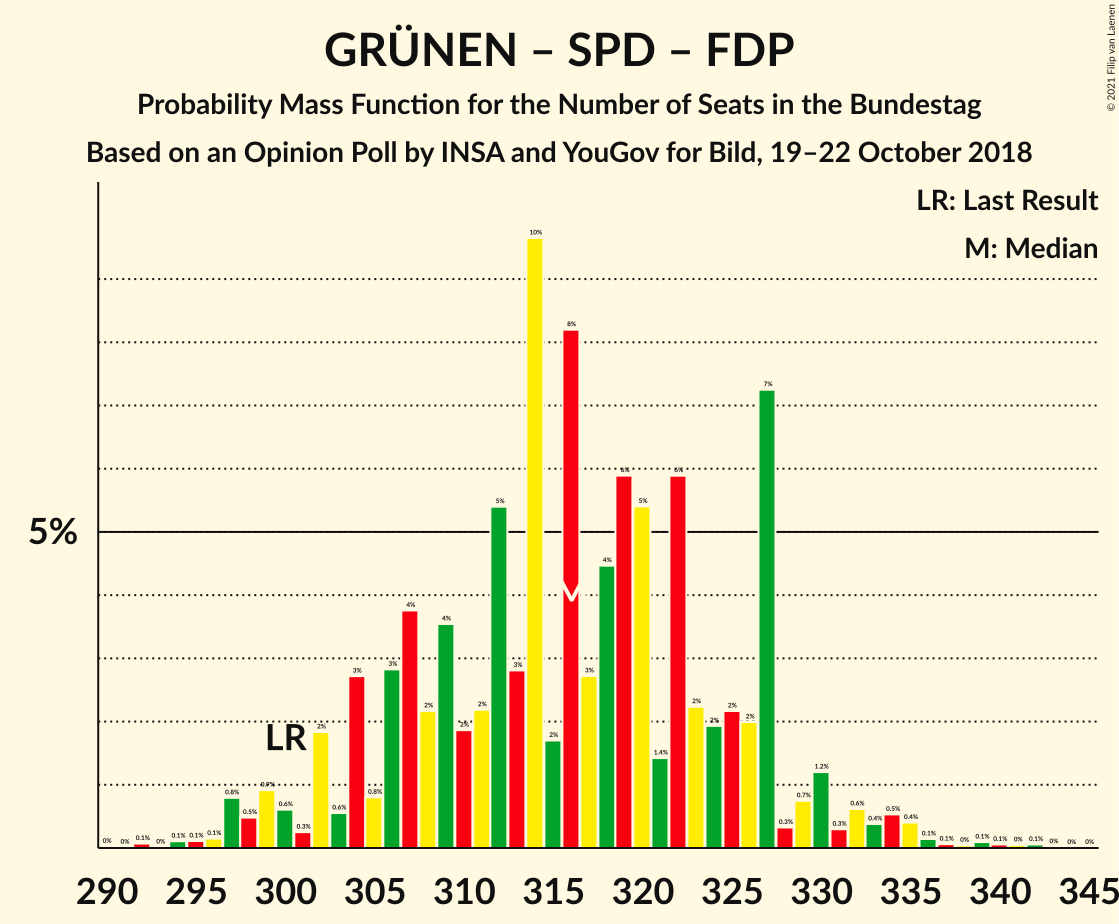 GRÜNEN – SPD – FDP
Probability Mass Function for the Number of Seats in the Bundestag
Based on an Opinion Poll by INSA and YouGov for Bild, 19–22 October 2018
© 2021 Filip van Laenen
LR: Last Result
M: Median
5%
LR
M
0% 0% 0.1% 0% 0.1% 0.1% 0.1% 0.8% 0.5% 0.9% 0.6% 0.3% 2% 0.6% 3% 0.8% 3% 4% 2% 4% 2% 2% 5% 3% 10% 2% 8% 3% 4% 6% 5% 1.4% 6% 2% 2% 2% 2% 7% 0.3% 0.7% 1.2% 0.3% 0.6% 0.4% 0.5% 0.4% 0.1% 0.1% 0% 0.1% 0.1% 0% 0.1% 0% 0% 0%
290 295 300 305 310 315 320 325 330 335 340 345